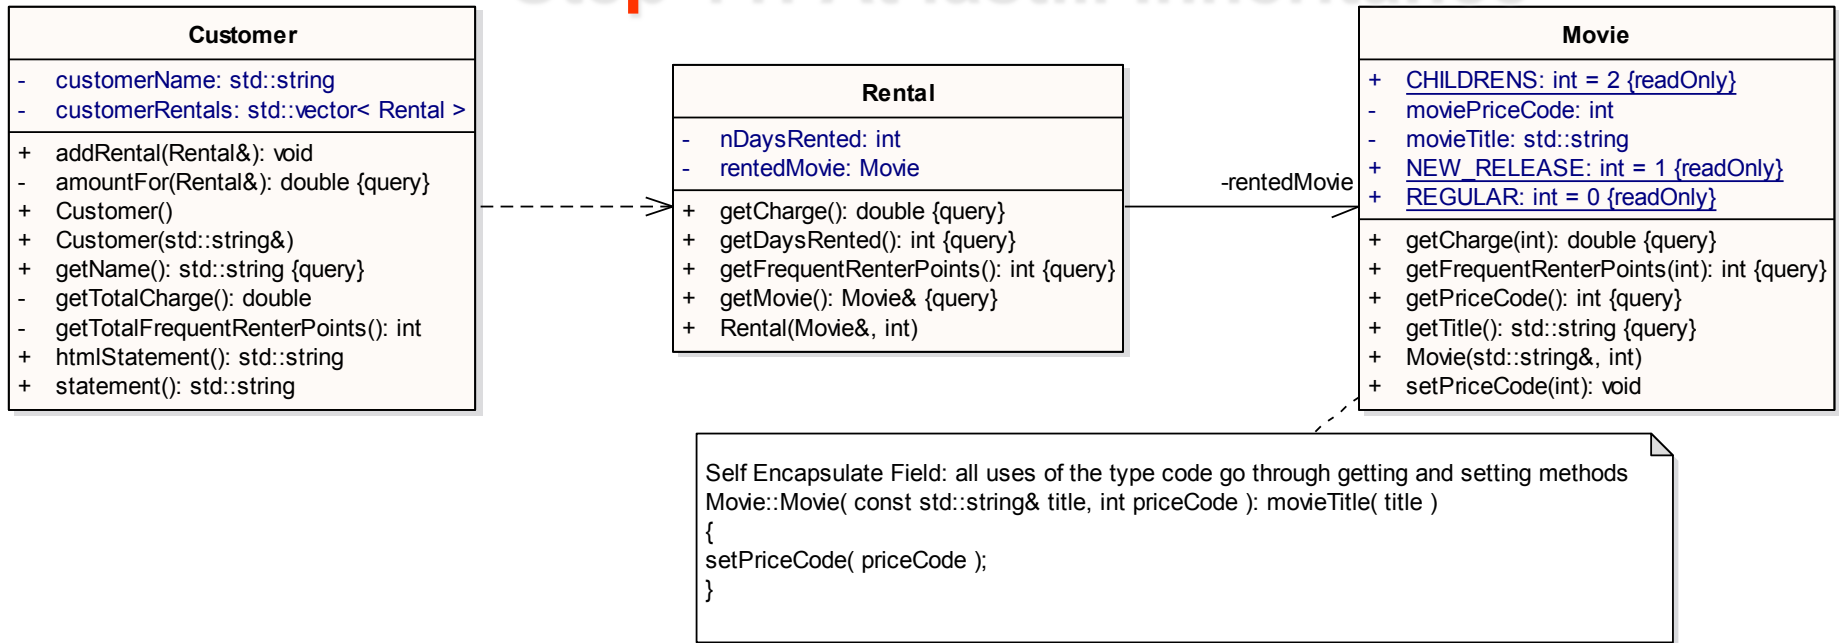 Customer
- customerName: std::string
- customerRentals: std::vector< Rental >
+ addRental(Rental&): void
- amountFor(Rental&): double {query}
+ Customer()
+ Customer(std::string&)
+ getName(): std::string {query}
- getTotalCharge(): double
- getTotalFrequentRenterPoints(): int
+ htmlStatement(): std::string
+ statement(): std::string
Rental
- nDaysRented: int
- rentedMovie: Movie
+ getCharge(): double {query}
+ getDaysRented(): int {query}
+ getFrequentRenterPoints(): int {query}
+ getMovie(): Movie& {query}
+ Rental(Movie&, int)
-rentedMovie
Movie
+ CHILDRENS: int = 2 {readOnly}
- moviePriceCode: int
- movieTitle: std::string
+ NEW_RELEASE: int = 1 {readOnly}
+ REGULAR: int = 0 {readOnly}
+ getCharge(int): double {query}
+ getFrequentRenterPoints(int): int {query}
+ getPriceCode(): int {query}
+ getTitle(): std::string {query}
+ Movie(std::string&, int)
+ setPriceCode(int): void
Self Encapsulate Field: all uses of the type code go through getting and setting methods
Movie::Movie( const std::string& title, int priceCode ): movieTitle( title )
{
setPriceCode( priceCode );
}